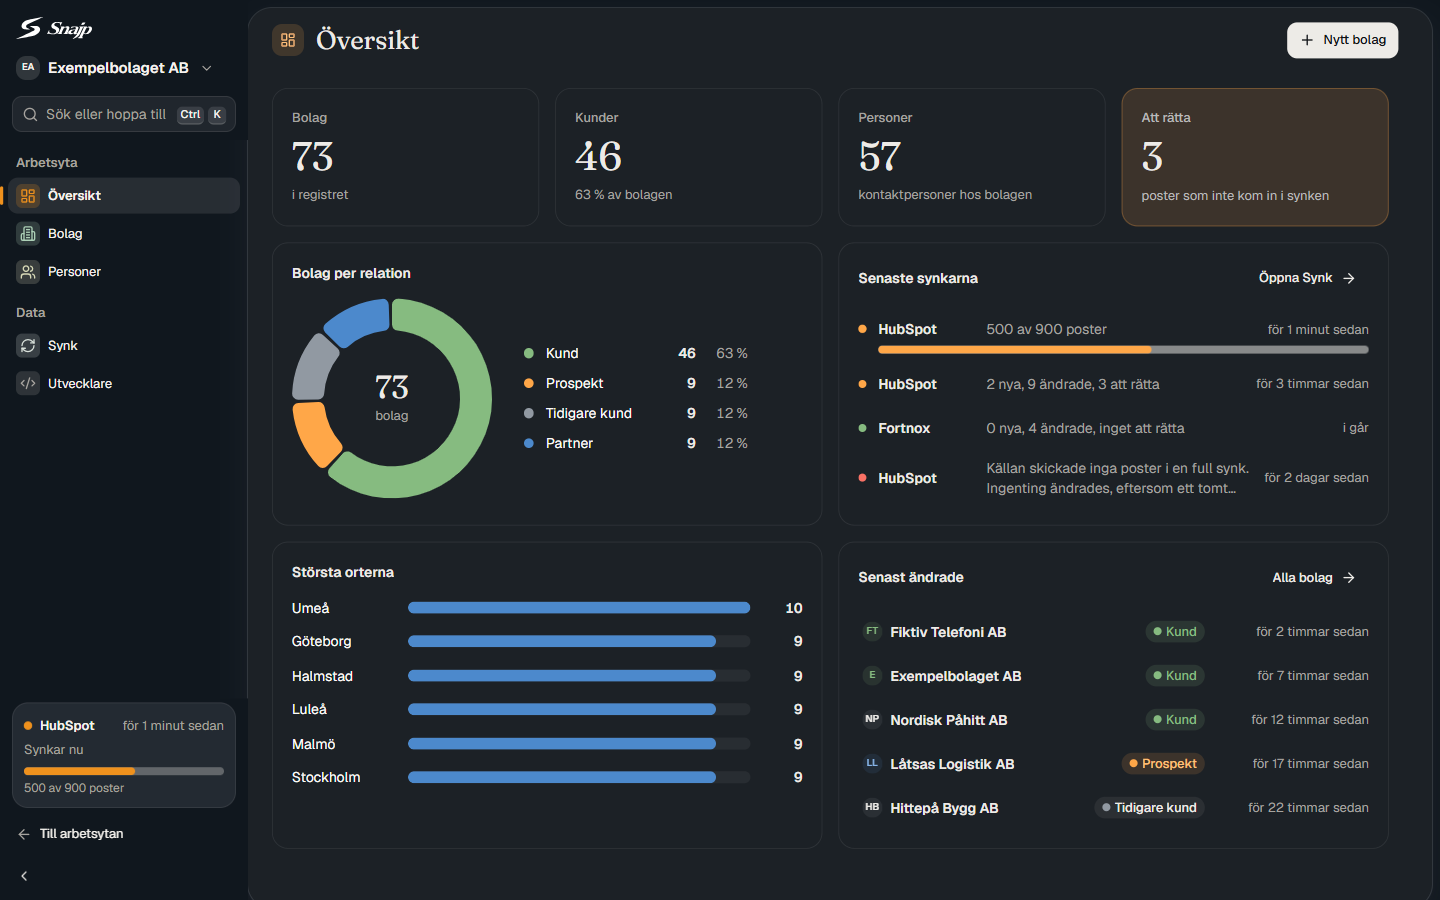 Snajp
EA Exempelbolaget AB
Sök eller hoppa till Ctrl K
Arbetsyta
Översikt
Bolag
Personer
Data
Synk
Utvecklare
HubSpot för 1 minut sedan
Synkar nu
500 av 900 poster
Till arbetsytan
Översikt
Nytt bolag
Bolag
73
i registret
Kunder
46
63 % av bolagen
Personer
57
kontaktpersoner hos bolagen
Att rätta
3
poster som inte kom in i synken
Bolag per relation
73
bolag
Kund 46 63 %
Prospekt 9 12 %
Tidigare kund 9 12 %
Partner 9 12 %
Senaste synkarna Öppna Synk
HubSpot 500 av 900 poster för 1 minut sedan
HubSpot 2 nya, 9 ändrade, 3 att rätta för 3 timmar sedan
Fortnox 0 nya, 4 ändrade, inget att rätta i går
HubSpot Källan skickade inga poster i en full synk. för 2 dagar sedan
Ingenting ändrades, eftersom ett tomt...
Största orterna
Umeå 10
Göteborg 9
Halmstad 9
Luleå 9
Malmö 9
Stockholm 9
Senast ändrade Alla bolag
FT Fiktiv Telefoni AB Kund för 2 timmar sedan
E Exempelbolaget AB Kund för 7 timmar sedan
NP Nordisk Påhitt AB Kund för 12 timmar sedan
LL Låtsas Logistik AB Prospekt för 17 timmar sedan
HB Hittepå Bygg AB Tidigare kund för 22 timmar sedan